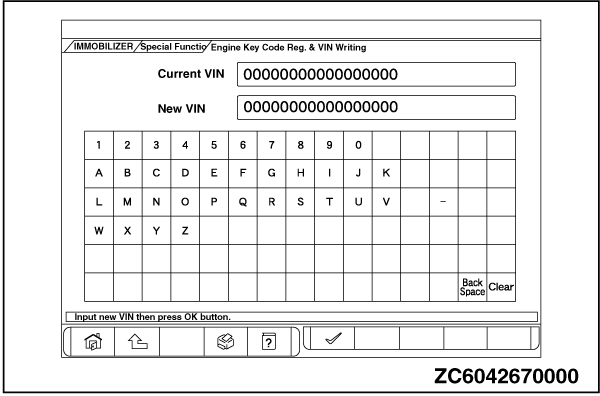 IMMOBILIZER Special Functio Engine Key Code Reg. & VIN Writing
Current VIN 00000000000000000
New VIN 00000000000000000
1 2 3 4 5 6 7 8 9 0
A B C D E F G H I J K
L M N O P Q R S T U V –
W X Y Z
Back Space Clear
Input new VIN then press OK button.
?
ZC6042670000